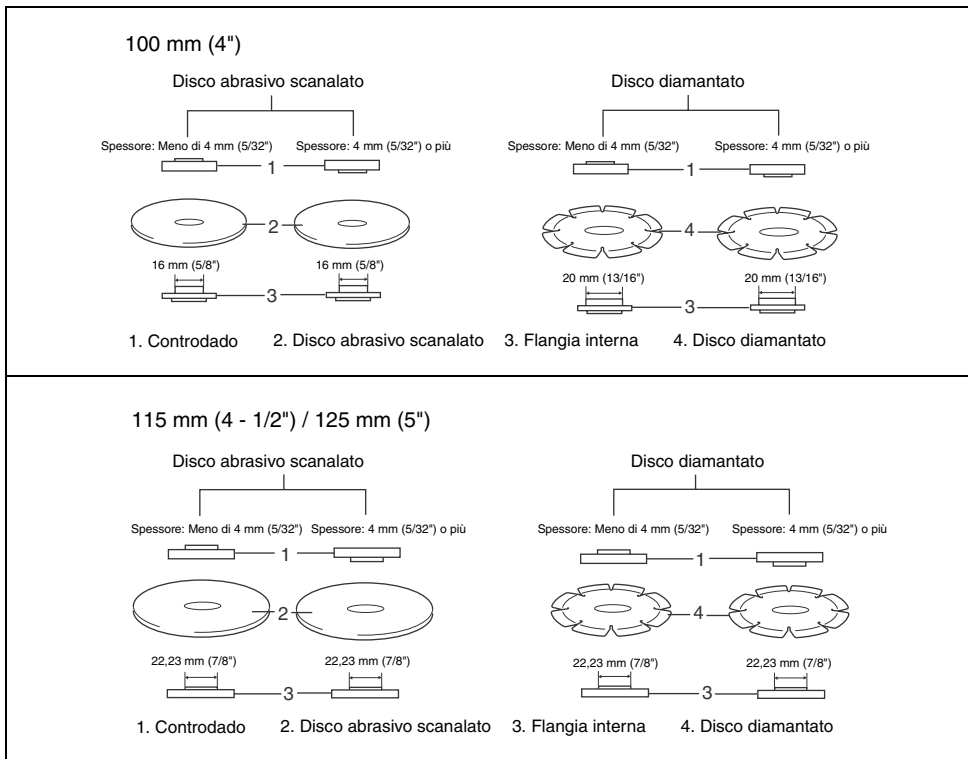 100 mm (4")
Disco abrasivo scanalato
Disco diamantato
Spessore: Meno di 4 mm (5/32")
Spessore: 4 mm (5/32") o più
Spessore: Meno di 4 mm (5/32")
Spessore: 4 mm (5/32") o più
1
1
2
4
16 mm (5/8")
16 mm (5/8")
20 mm (13/16")
20 mm (13/16")
3
3
1. Controdado
2. Disco abrasivo scanalato
3. Flangia interna
4. Disco diamantato
115 mm (4 - 1/2") / 125 mm (5")
Disco abrasivo scanalato
Disco diamantato
Spessore: Meno di 4 mm (5/32")
Spessore: 4 mm (5/32") o più
Spessore: Meno di 4 mm (5/32")
Spessore: 4 mm (5/32") o più
1
1
2
4
22,23 mm (7/8")
22,23 mm (7/8")
22,23 mm (7/8")
22,23 mm (7/8")
3
3
1. Controdado
2. Disco abrasivo scanalato
3. Flangia interna
4. Disco diamantato